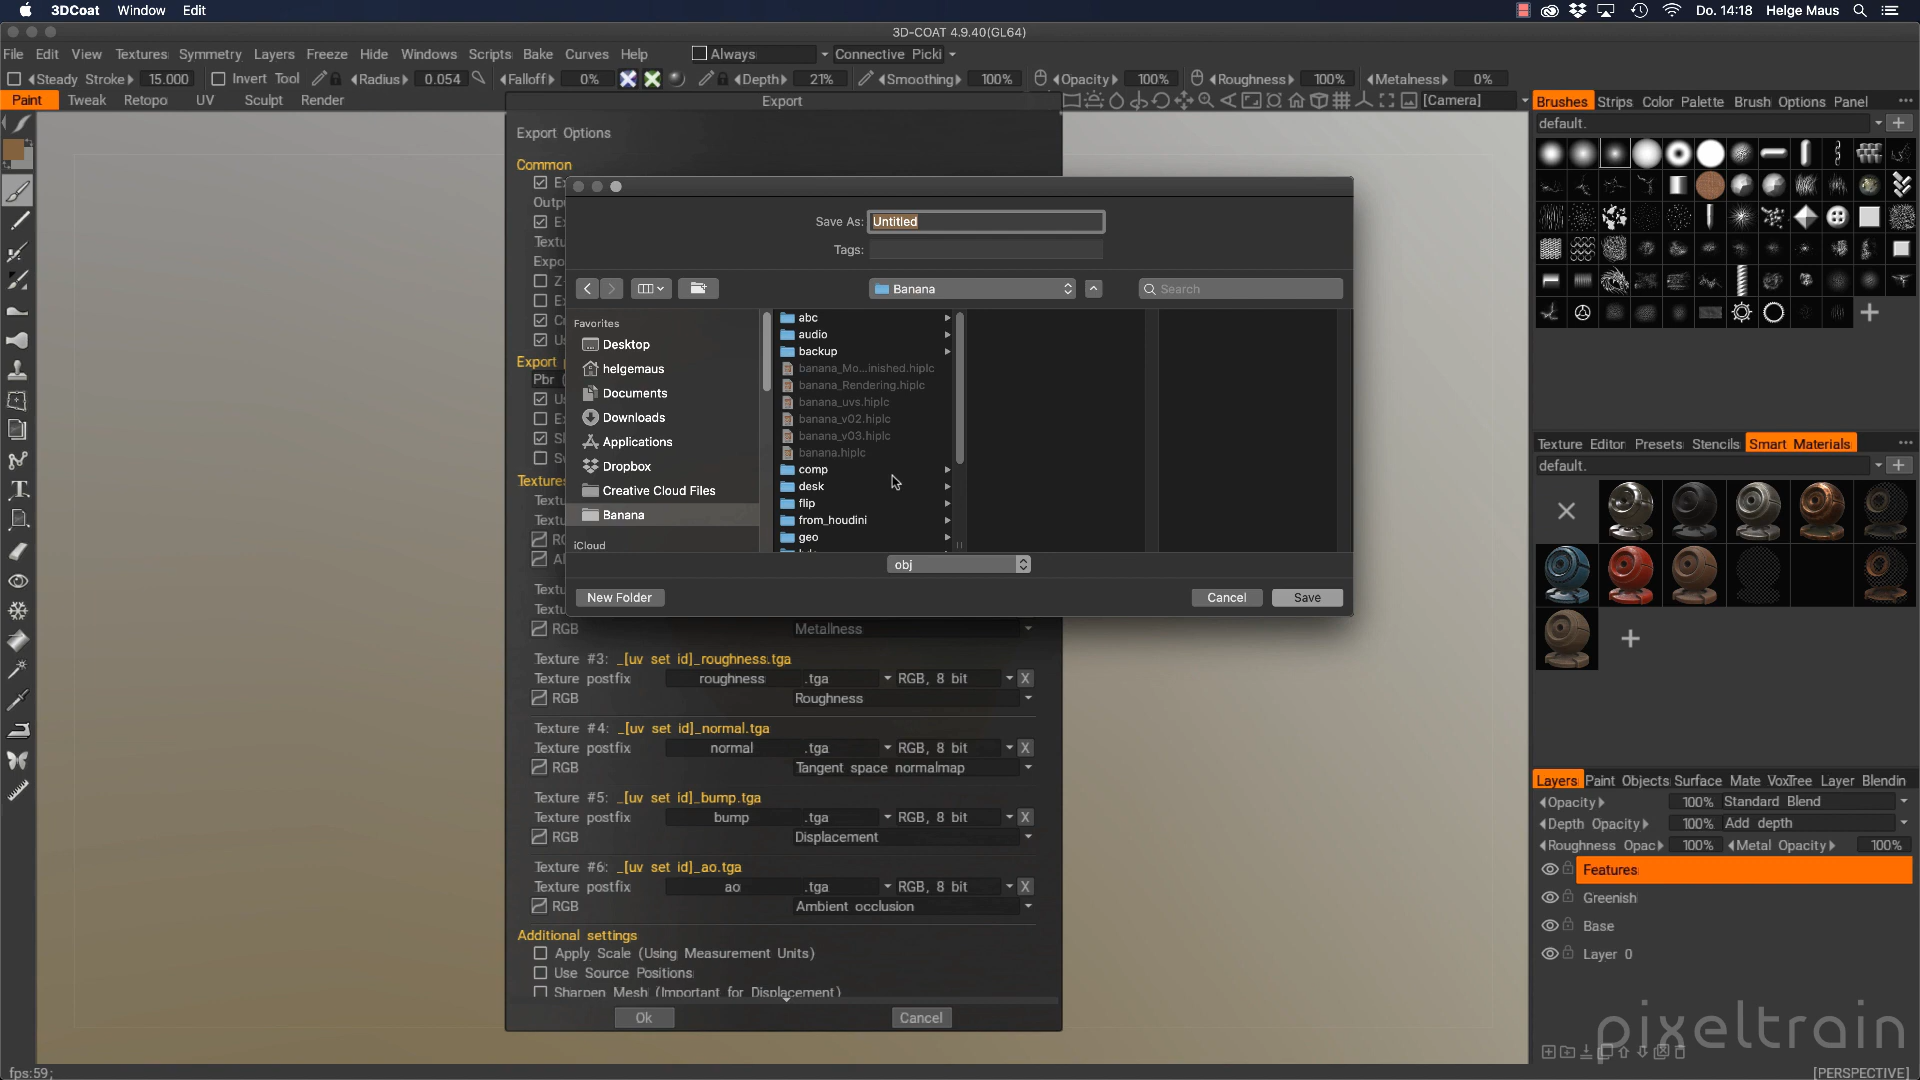 3DCoat Window Edit
Do. 14:18 Helge Maus
3D-COAT 4.9.40(GL64)
File Edit View Textures Symmetry Layers Freeze Hide Windows Scripts Bake Curves Help Always Connective Picki
Steady Stroke 15.000 Invert Tool Radius 0.054 Falloff 0% Depth 21% Smoothing 100% Opacity 100% Roughness 100% Metalness 0%
Paint Tweak Retopo UV Sculpt Render
Export
[Camera]
Brushes Strips Color Palette Brush Options Panel
default.
Export Options
Common
Outp
Textu
Expo
Export
Pbr (
Textures
Textu
Textu
Textu
Textu
Save As: Untitled
Tags:
Banana
Search
Favorites
Desktop
helgemaus
Documents
Downloads
Applications
Dropbox
Creative Cloud Files
Banana
iCloud
abc
audio
backup
banana_Mo...inished.hiplc
banana_Rendering.hiplc
banana_uvs.hiplc
banana_v02.hiplc
banana_v03.hiplc
banana.hiplc
comp
desk
flip
from_houdini
geo
obj
New Folder Cancel Save
RGB Metallness
Texture #3: _[uv set id]_roughness.tga
Texture postfix roughness .tga RGB, 8 bit X
RGB Roughness
Texture #4: _[uv set id]_normal.tga
Texture postfix normal .tga RGB, 8 bit X
RGB Tangent space normalmap
Texture #5: _[uv set id]_bump.tga
Texture postfix bump .tga RGB, 8 bit X
RGB Displacement
Texture #6: _[uv set id]_ao.tga
Texture postfix ao .tga RGB, 8 bit X
RGB Ambient occlusion
Additional settings
Apply Scale (Using Measurement Units)
Use Source Positions
Sharpen Mesh (Important for Displacement)
Ok Cancel
Texture Editor Presets Stencils Smart Materials
default.
Layers Paint Objects Surface Mate VoxTree Layer Blendin
Opacity 100% Standard Blend
Depth Opacity 100% Add depth
Roughness Opac 100% Metal Opacity 100%
Features
Greenish
Base
Layer 0
pixeltrain
fps:59;
[PERSPECTIVE]